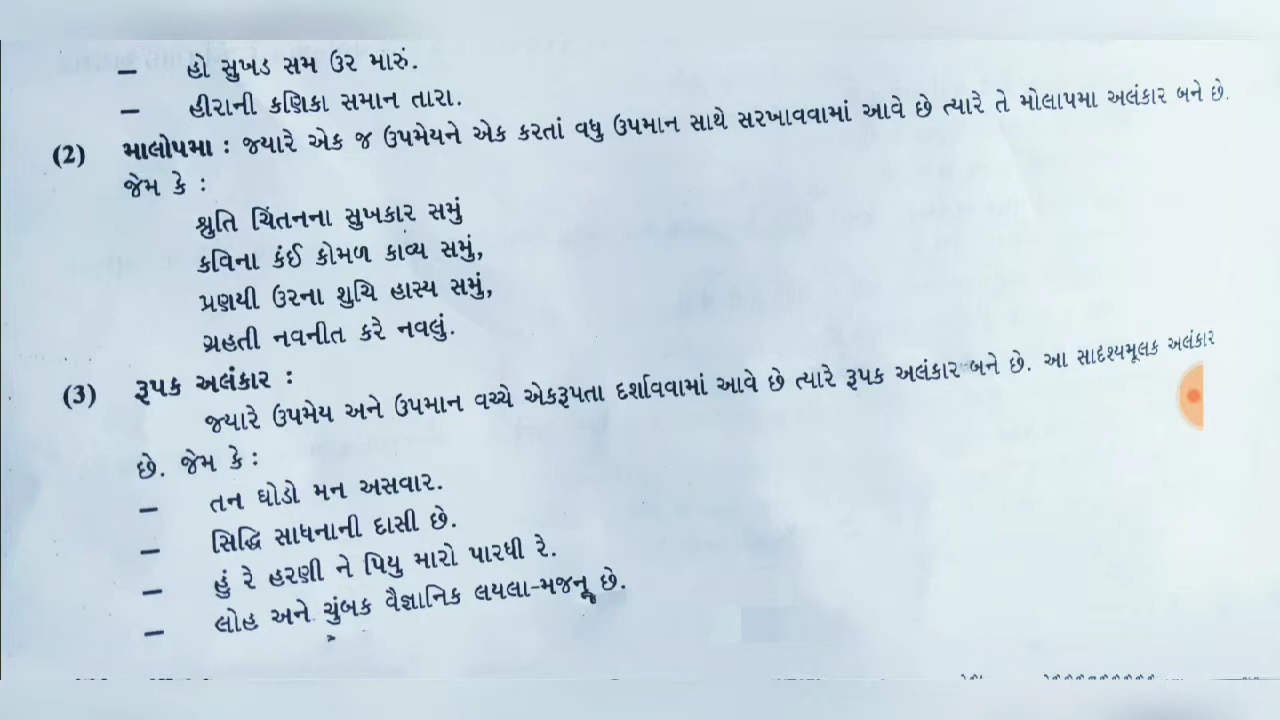 – હો સુખડ સમ ઉર મારું.
– હીરાની કણિકા સમાન તારા.
(2) માલોપમા : જ્યારે એક જ ઉપમેયને એક કરતાં વધુ ઉપમાન સાથે સરખાવવામાં આવે છે ત્યારે તે મોલાપમા અલંકાર બને છે.
જેમ કે :
શ્રુતિ ચિંતનના સુખકાર સમું
કવિના કંઈ કોમળ કાવ્ય સમું,
પ્રણયી ઉરના શુચિ હાસ્ય સમું,
ગ્રહતી નવનીત કરે નવલું.
(3) રૂપક અલંકાર :
જ્યારે ઉપમેય અને ઉપમાન વચ્ચે એકરૂપતા દર્શાવવામાં આવે છે ત્યારે રૂપક અલંકાર બને છે. આ સાદશ્યમૂલક અલંકાર
છે. જેમ કે :
– તન ઘોડો મન અસવાર.
– સિદ્ધિ સાધનાની દાસી છે.
– હું રે હરણી ને પિયુ મારો પારધી રે.
– લોહ અને ચુંબક વૈજ્ઞાનિક લયલા-મજનૂ છે.